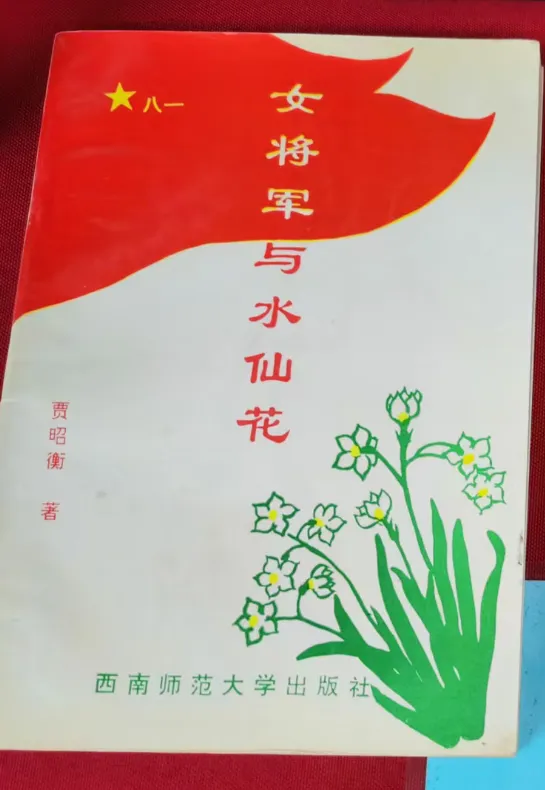 八一
女将军与水仙花
贾昭衡 著
西南师范大学出版社